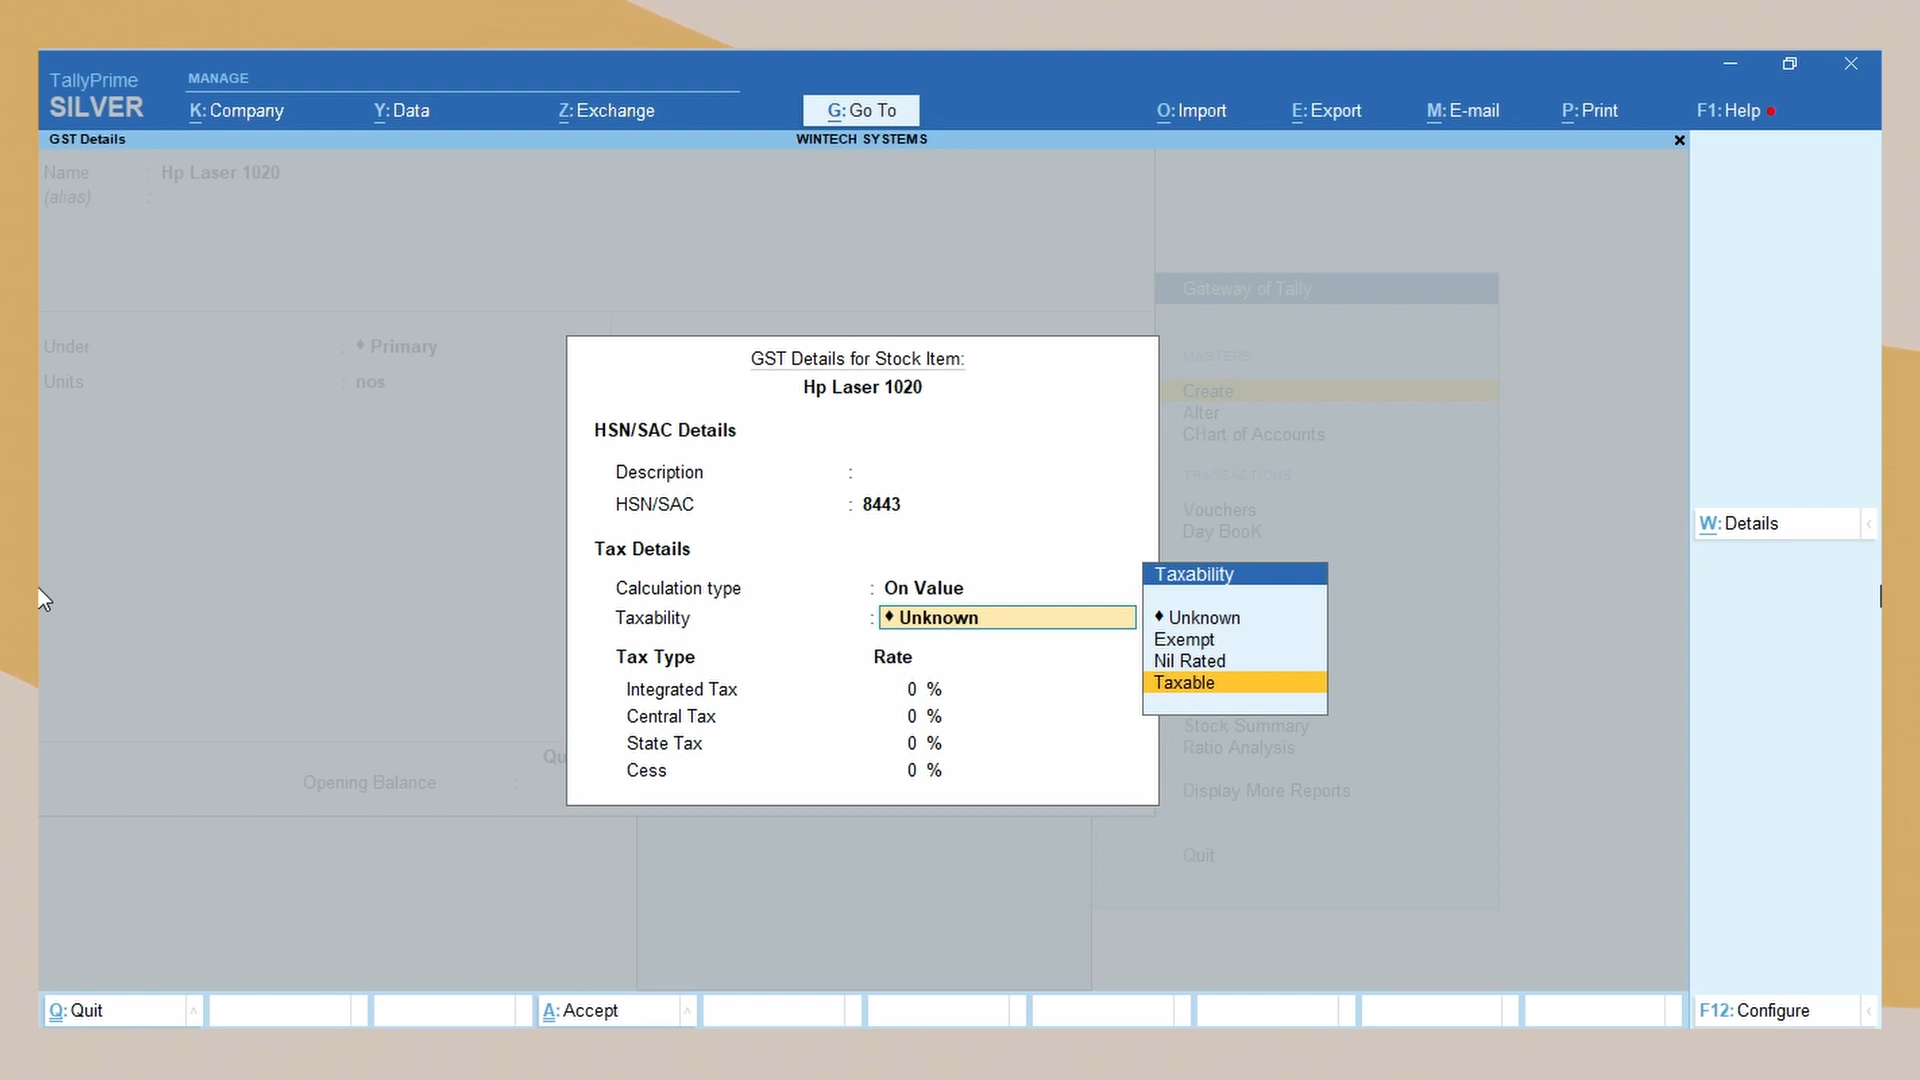 TallyPrime
SILVER
MANAGE
K: Company
Y: Data
Z: Exchange
G: Go To
O: Import
E: Export
M: E-mail
P: Print
F1: Help
GST Details
WINTECH SYSTEMS
Name : Hp Laser 1020
(alias) :
Under : ♦ Primary
Units : nos
Qu
Opening Balance :
GST Details for Stock Item:
Hp Laser 1020
HSN/SAC Details
Description :
HSN/SAC : 8443
Tax Details
Calculation type : On Value
Taxability : ♦ Unknown
Tax Type Rate
Integrated Tax 0 %
Central Tax 0 %
State Tax 0 %
Cess 0 %
Taxability
♦ Unknown
Exempt
Nil Rated
Taxable
Gateway of Tally
MASTERS
Create
Alter
CHart of Accounts
TRANSACTIONS
Vouchers
Day BooK
Stock Summary
Ratio Analysis
Display More Reports
Quit
W: Details
Q: Quit
A: Accept
F12: Configure